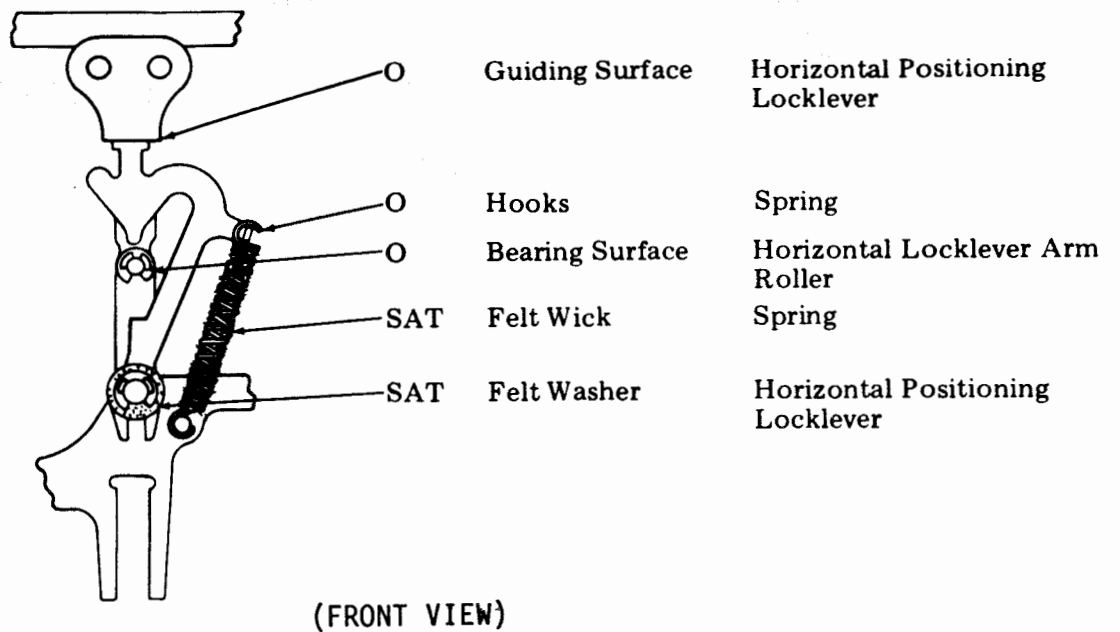 O Guiding Surface Horizontal Positioning
Locklever
O Hooks Spring
O Bearing Surface Horizontal Locklever Arm
Roller
SAT Felt Wick Spring
SAT Felt Washer Horizontal Positioning
Locklever
(FRONT VIEW)